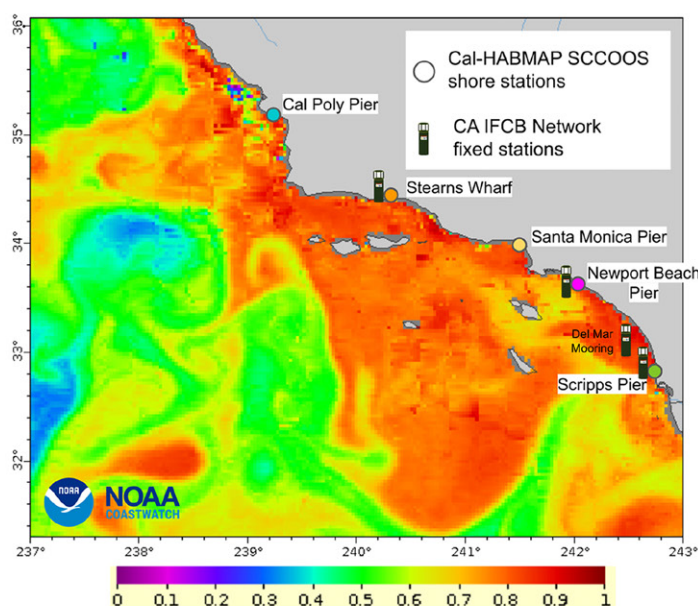 36°
35°
34°
33°
32°
Cal-HABMAP SCCOOS
shore stations
CA IFCB Network
fixed stations
Cal Poly Pier
Stearns Wharf
Santa Monica Pier
Newport Beach
Pier
Del Mar
Mooring
Scripps Pier
NOAA
NOAA
COASTWATCH
237° 238° 239° 240° 241° 242° 243°
0 0.1 0.2 0.3 0.4 0.5 0.6 0.7 0.8 0.9 1